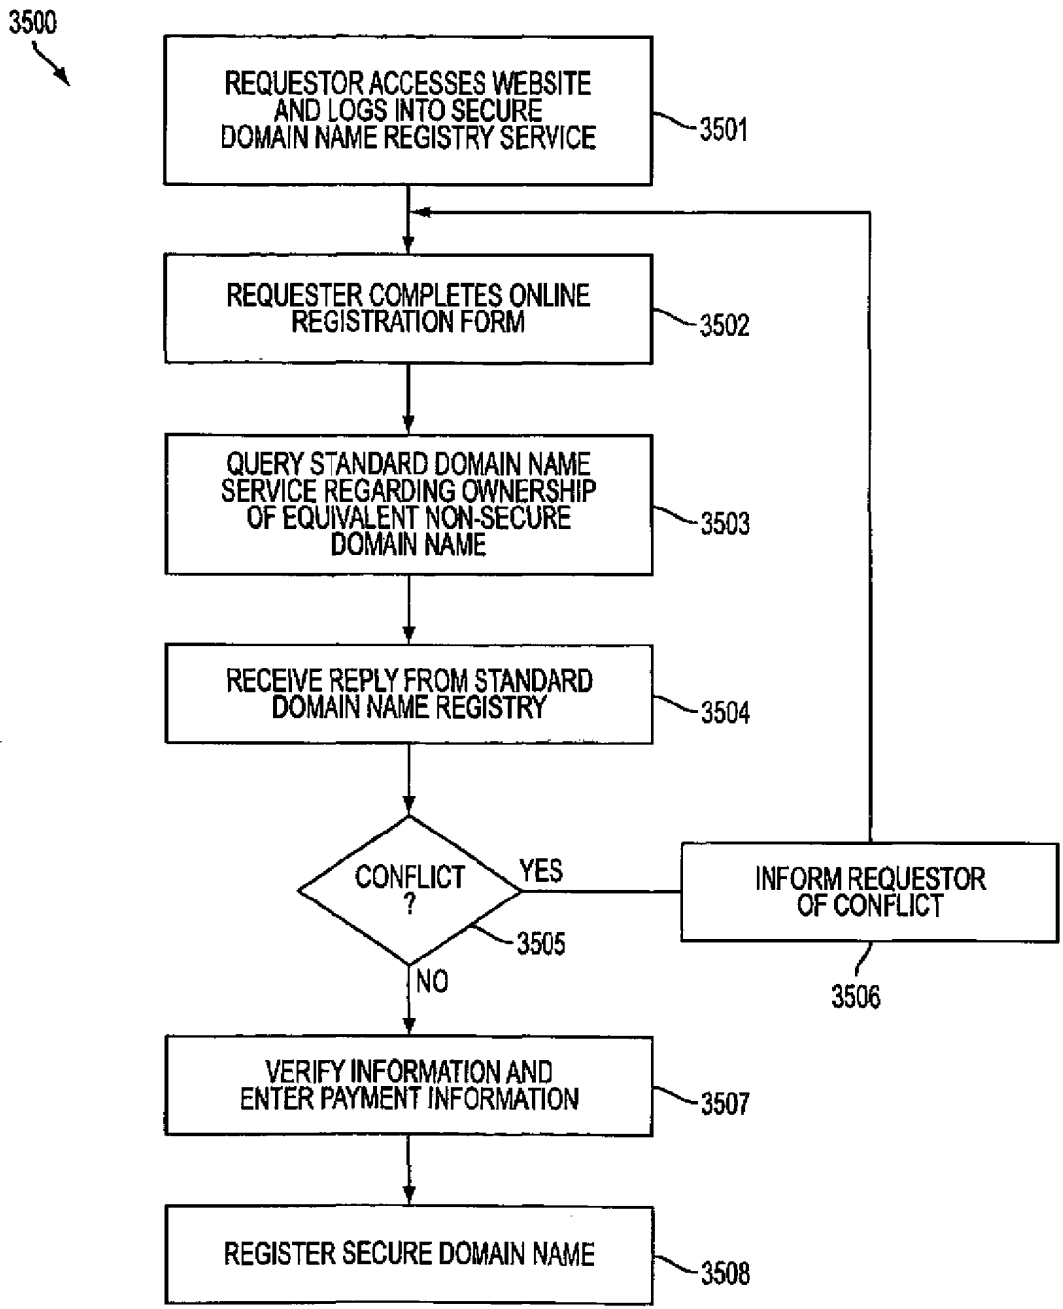 3500
REQUESTOR ACCESSES WEBSITE
AND LOGS INTO SECURE
DOMAIN NAME REGISTRY SERVICE
3501
REQUESTER COMPLETES ONLINE
REGISTRATION FORM
3502
QUERY STANDARD DOMAIN NAME
SERVICE REGARDING OWNERSHIP
OF EQUIVALENT NON-SECURE
DOMAIN NAME
3503
RECEIVE REPLY FROM STANDARD
DOMAIN NAME REGISTRY
3504
CONFLICT
?
YES
3505
NO
INFORM REQUESTOR
OF CONFLICT
3506
VERIFY INFORMATION AND
ENTER PAYMENT INFORMATION
3507
REGISTER SECURE DOMAIN NAME
3508